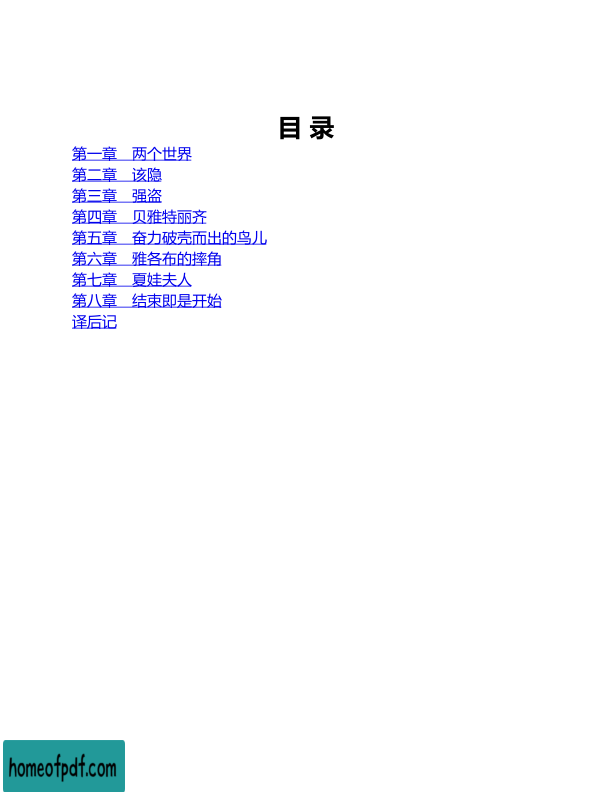 目 录
第一章　两个世界
第二章　该隐
第三章　强盗
第四章　贝雅特丽齐
第五章　奋力破壳而出的鸟儿
第六章　雅各布的摔角
第七章　夏娃夫人
第八章　结束即是开始
译后记
homeofpdf.com